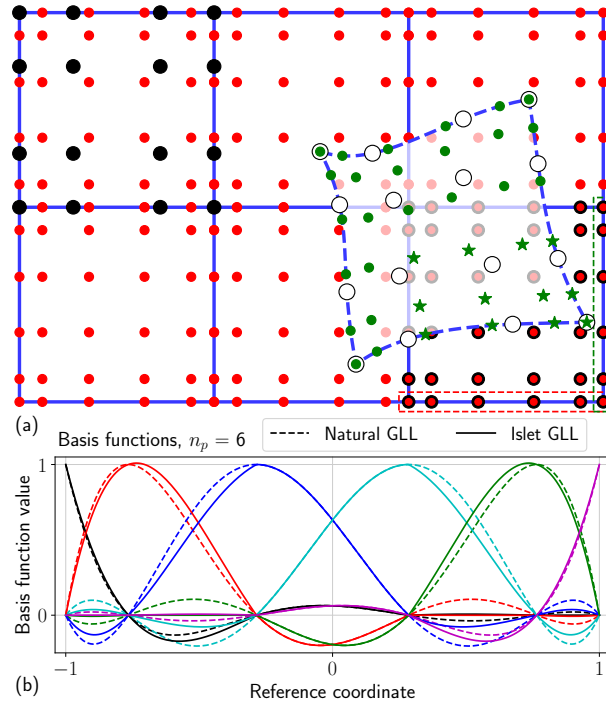 (a)
Basis functions, $n_p = 6$
Natural GLL
Islet GLL
1
0
Basis function value
−1
0
1
(b)
Reference coordinate